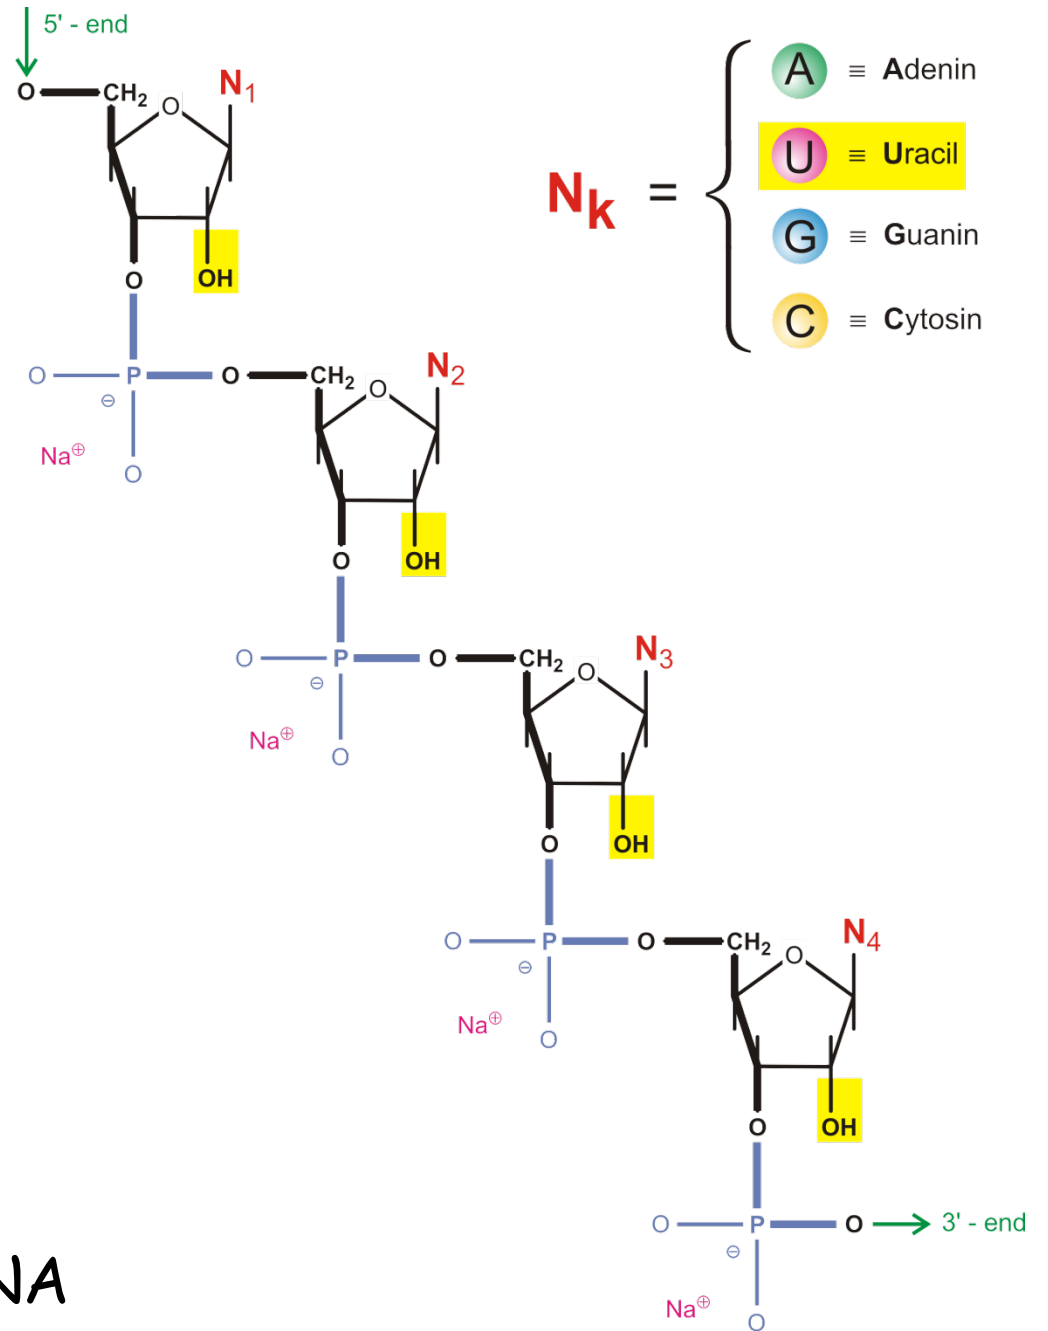 5' - end
O CH₂ O N₁
O OH
O P O CH₂ O N₂
⊖
Na⊕
O
O OH
O P O CH₂ O N₃
⊖
Na⊕
O
O OH
O P O CH₂ O N₄
⊖
Na⊕
O
O OH
O P O 3' - end
⊖
Na⊕
O
Nₖ = {
A ≡ Adenin
U ≡ Uracil
G ≡ Guanin
C ≡ Cytosin